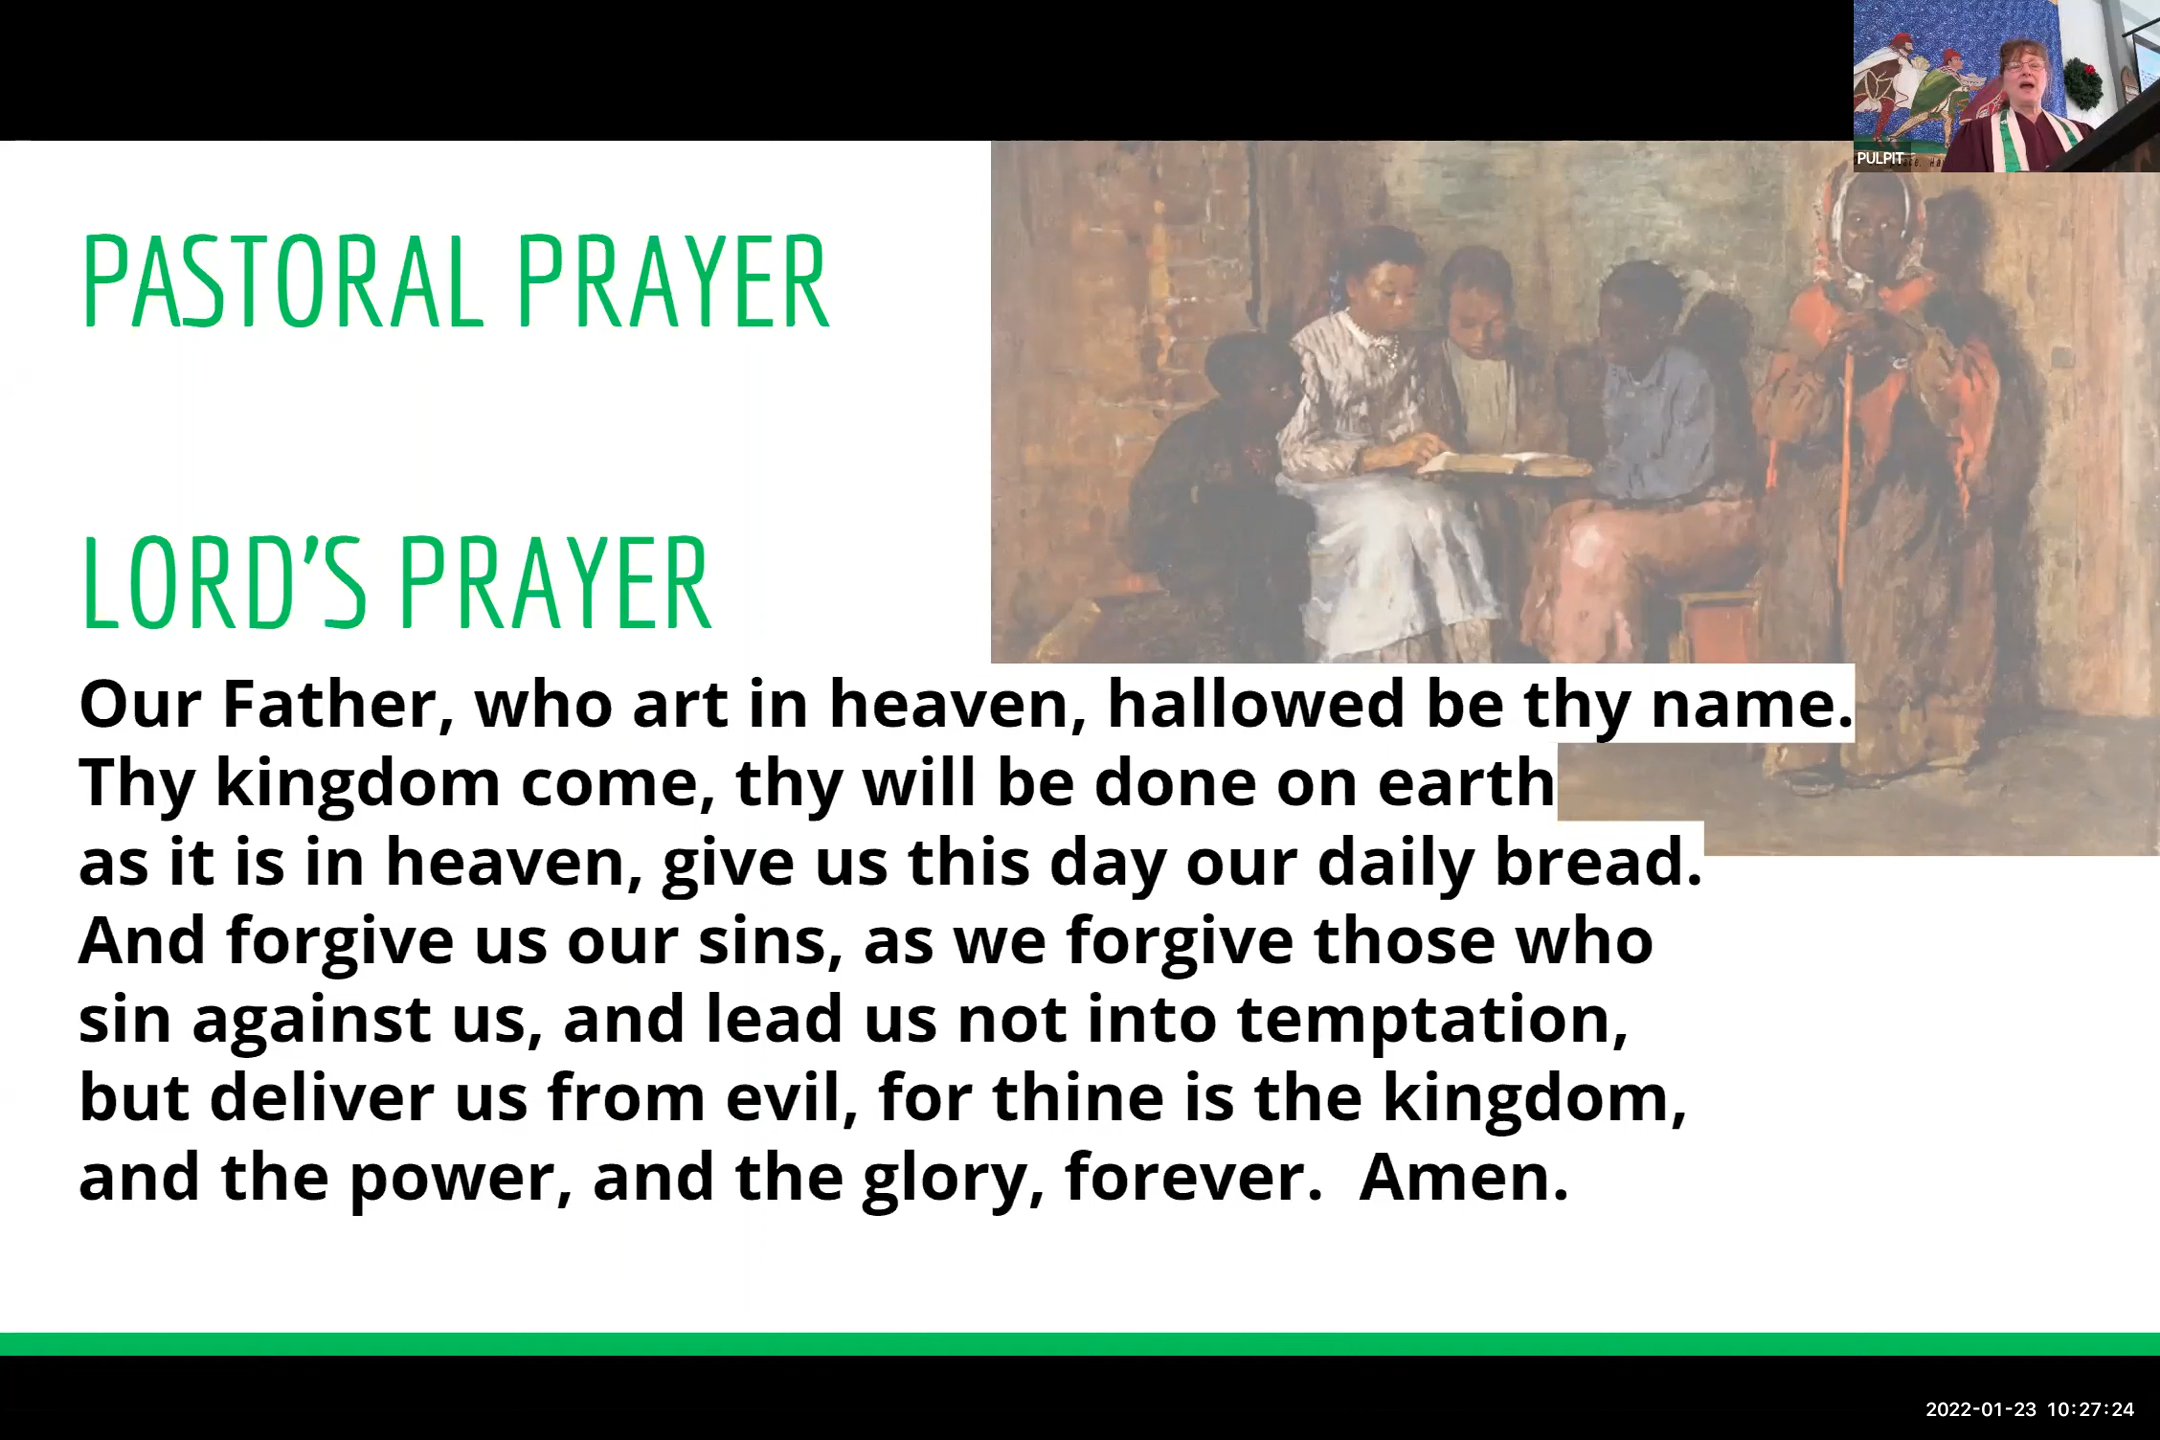 PULPIT
PASTORAL PRAYER
LORD'S PRAYER
Our Father, who art in heaven, hallowed be thy name.
Thy kingdom come, thy will be done on earth
as it is in heaven, give us this day our daily bread.
And forgive us our sins, as we forgive those who
sin against us, and lead us not into temptation,
but deliver us from evil, for thine is the kingdom,
and the power, and the glory, forever.  Amen.
2022-01-23 10:27:24